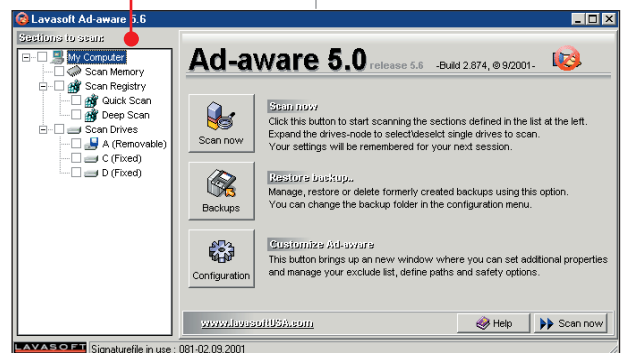 Lavasoft Ad-aware 5.6
Sections to scan:
My Computer
Scan Memory
Scan Registry
Quick Scan
Deep Scan
Scan Drives
A (Removable)
C (Fixed)
D (Fixed)
Ad-aware 5.0 release 5.6 -Build 2.874, © 9/2001-
Scan now
Scan now
Click this button to start scanning the sections defined in the list at the left.
Expand the drives-node to select\deselct single drives to scan.
Your settings will be remembered for your next session.
Backups
Restore backup..
Manage, restore or delete formerly created backups using this option.
You can change the backup folder in the configuration menu.
Configuration
Customize Ad-aware
This button brings up an new window where you can set additional properties
and manage your exclude list, define paths and safety options.
www.lavasoftUSA.com
Help
Scan now
LAVASOFT Signaturefile in use : 081-02.09.2001